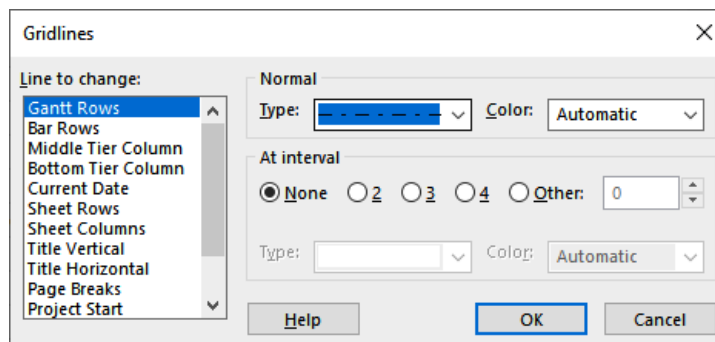 Gridlines
Line to change:
Gantt Rows
Bar Rows
Middle Tier Column
Bottom Tier Column
Current Date
Sheet Rows
Sheet Columns
Title Vertical
Title Horizontal
Page Breaks
Project Start
Normal
Type: Color: Automatic
At interval
None 2 3 4 Other: 0
Type: Color: Automatic
Help OK Cancel